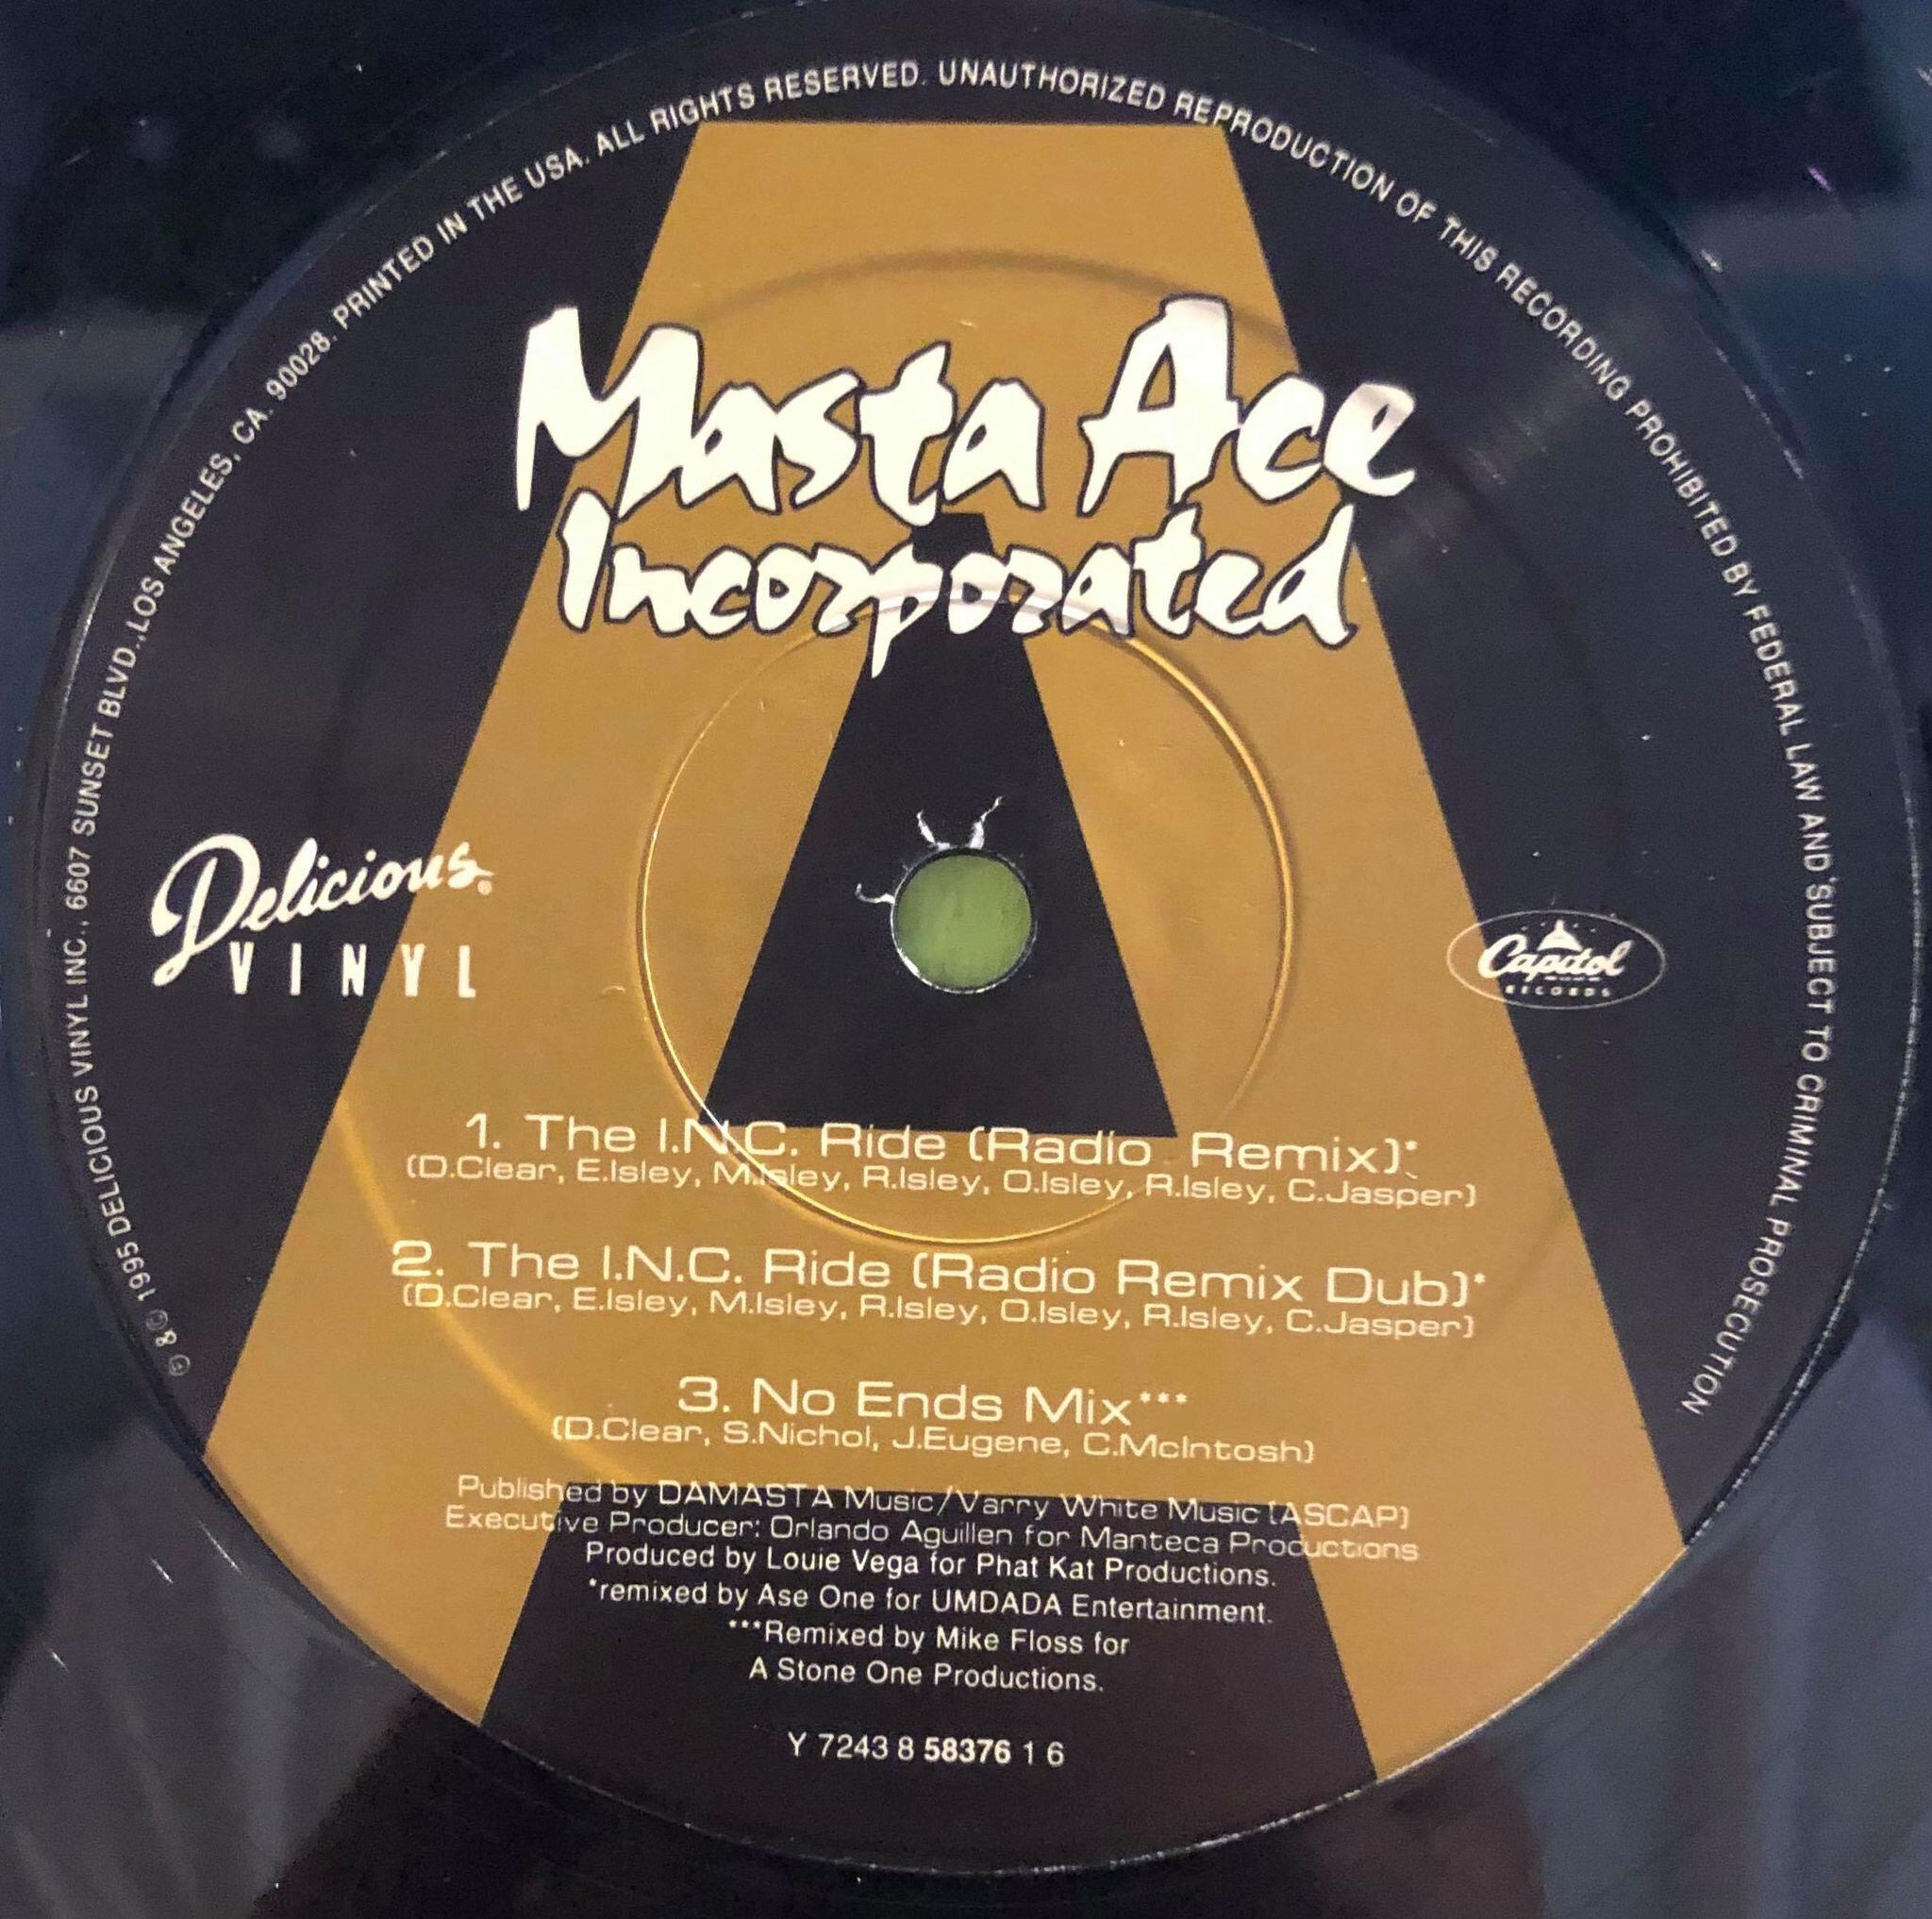 ℗ & © 1995 DELICIOUS VINYL INC., 6607 SUNSET BLVD., LOS ANGELES, CA. 90028. PRINTED IN THE USA. ALL RIGHTS RESERVED. UNAUTHORIZED REPRODUCTION OF THIS RECORDING PROHIBITED BY FEDERAL LAW AND SUBJECT TO CRIMINAL PROSECUTION
Masta Ace
Incorporated
Delicious®
VINYL
Capitol
RECORDS
1. The I.N.C. Ride (Radio Remix)*
(D.Clear, E.Isley, M.Isley, R.Isley, O.Isley, R.Isley, C.Jasper)
2. The I.N.C. Ride (Radio Remix Dub)*
(D.Clear, E.Isley, M.Isley, R.Isley, O.Isley, R.Isley, C.Jasper)
3. No Ends Mix***
(D.Clear, S.Nichol, J.Eugene, C.McIntosh)
Published by DAMASTA Music/Varry White Music (ASCAP)
Executive Producer: Orlando Aguillen for Manteca Productions
Produced by Louie Vega for Phat Kat Productions.
*remixed by Ase One for UMDADA Entertainment.
***Remixed by Mike Floss for
A Stone One Productions.
Y 7243 8 58376 1 6